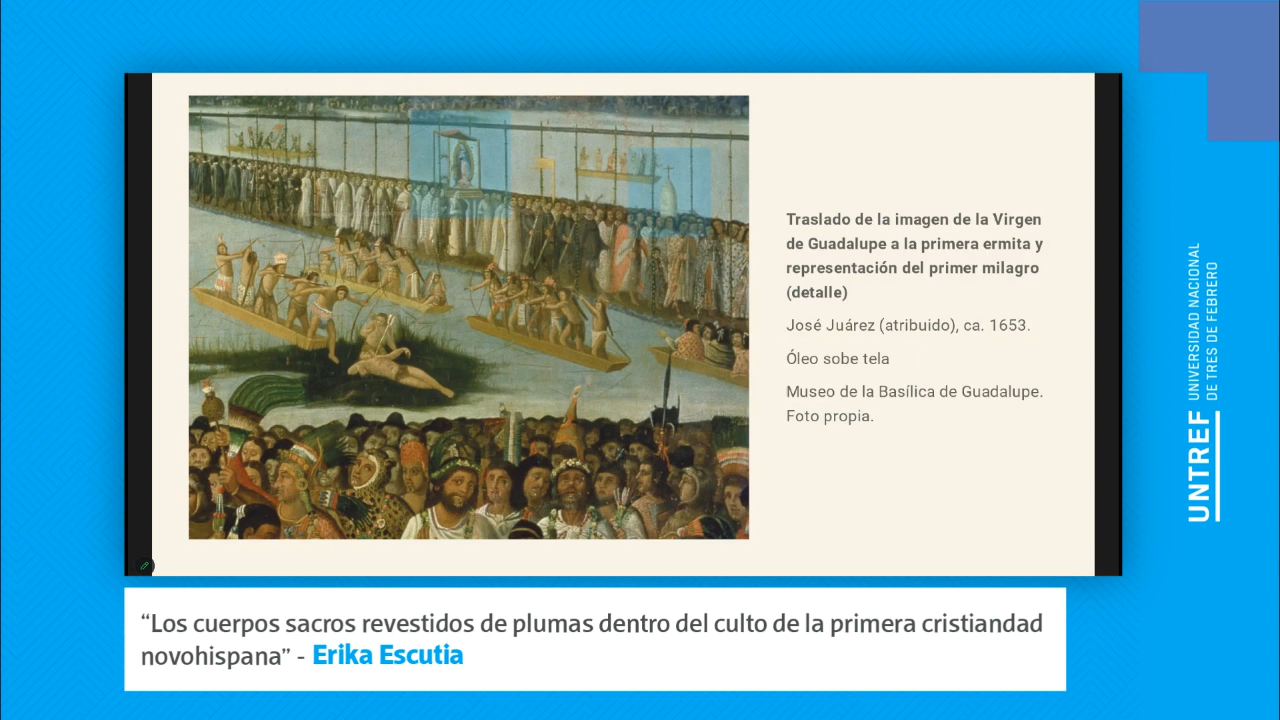 Traslado de la imagen de la Virgen
de Guadalupe a la primera ermita y
representación del primer milagro
(detalle)
José Juárez (atribuido), ca. 1653.
Óleo sobe tela
Museo de la Basílica de Guadalupe.
Foto propia.
UNTREF
UNIVERSIDAD NACIONAL
DE TRES DE FEBRERO
“Los cuerpos sacros revestidos de plumas dentro del culto de la primera cristiandad
novohispana” - Erika Escutia